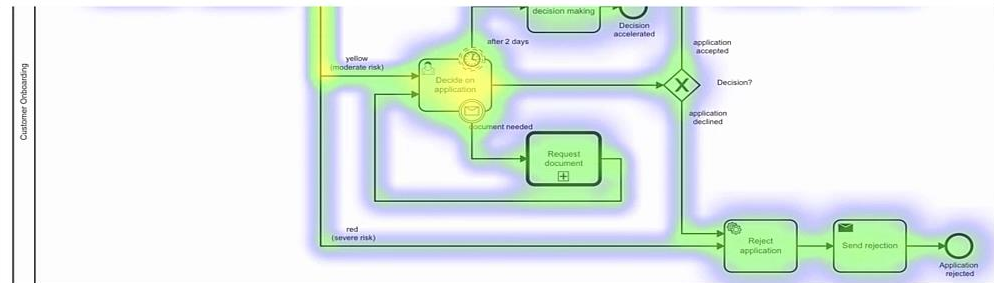 Customer Onboarding
decision making
Decision
accelerated
after 2 days
application
accepted
yellow
(moderate risk)
Decide on
application
Decision?
application
declined
document needed
Request
document
red
(severe risk)
Reject
application
Send rejection
Application
rejected